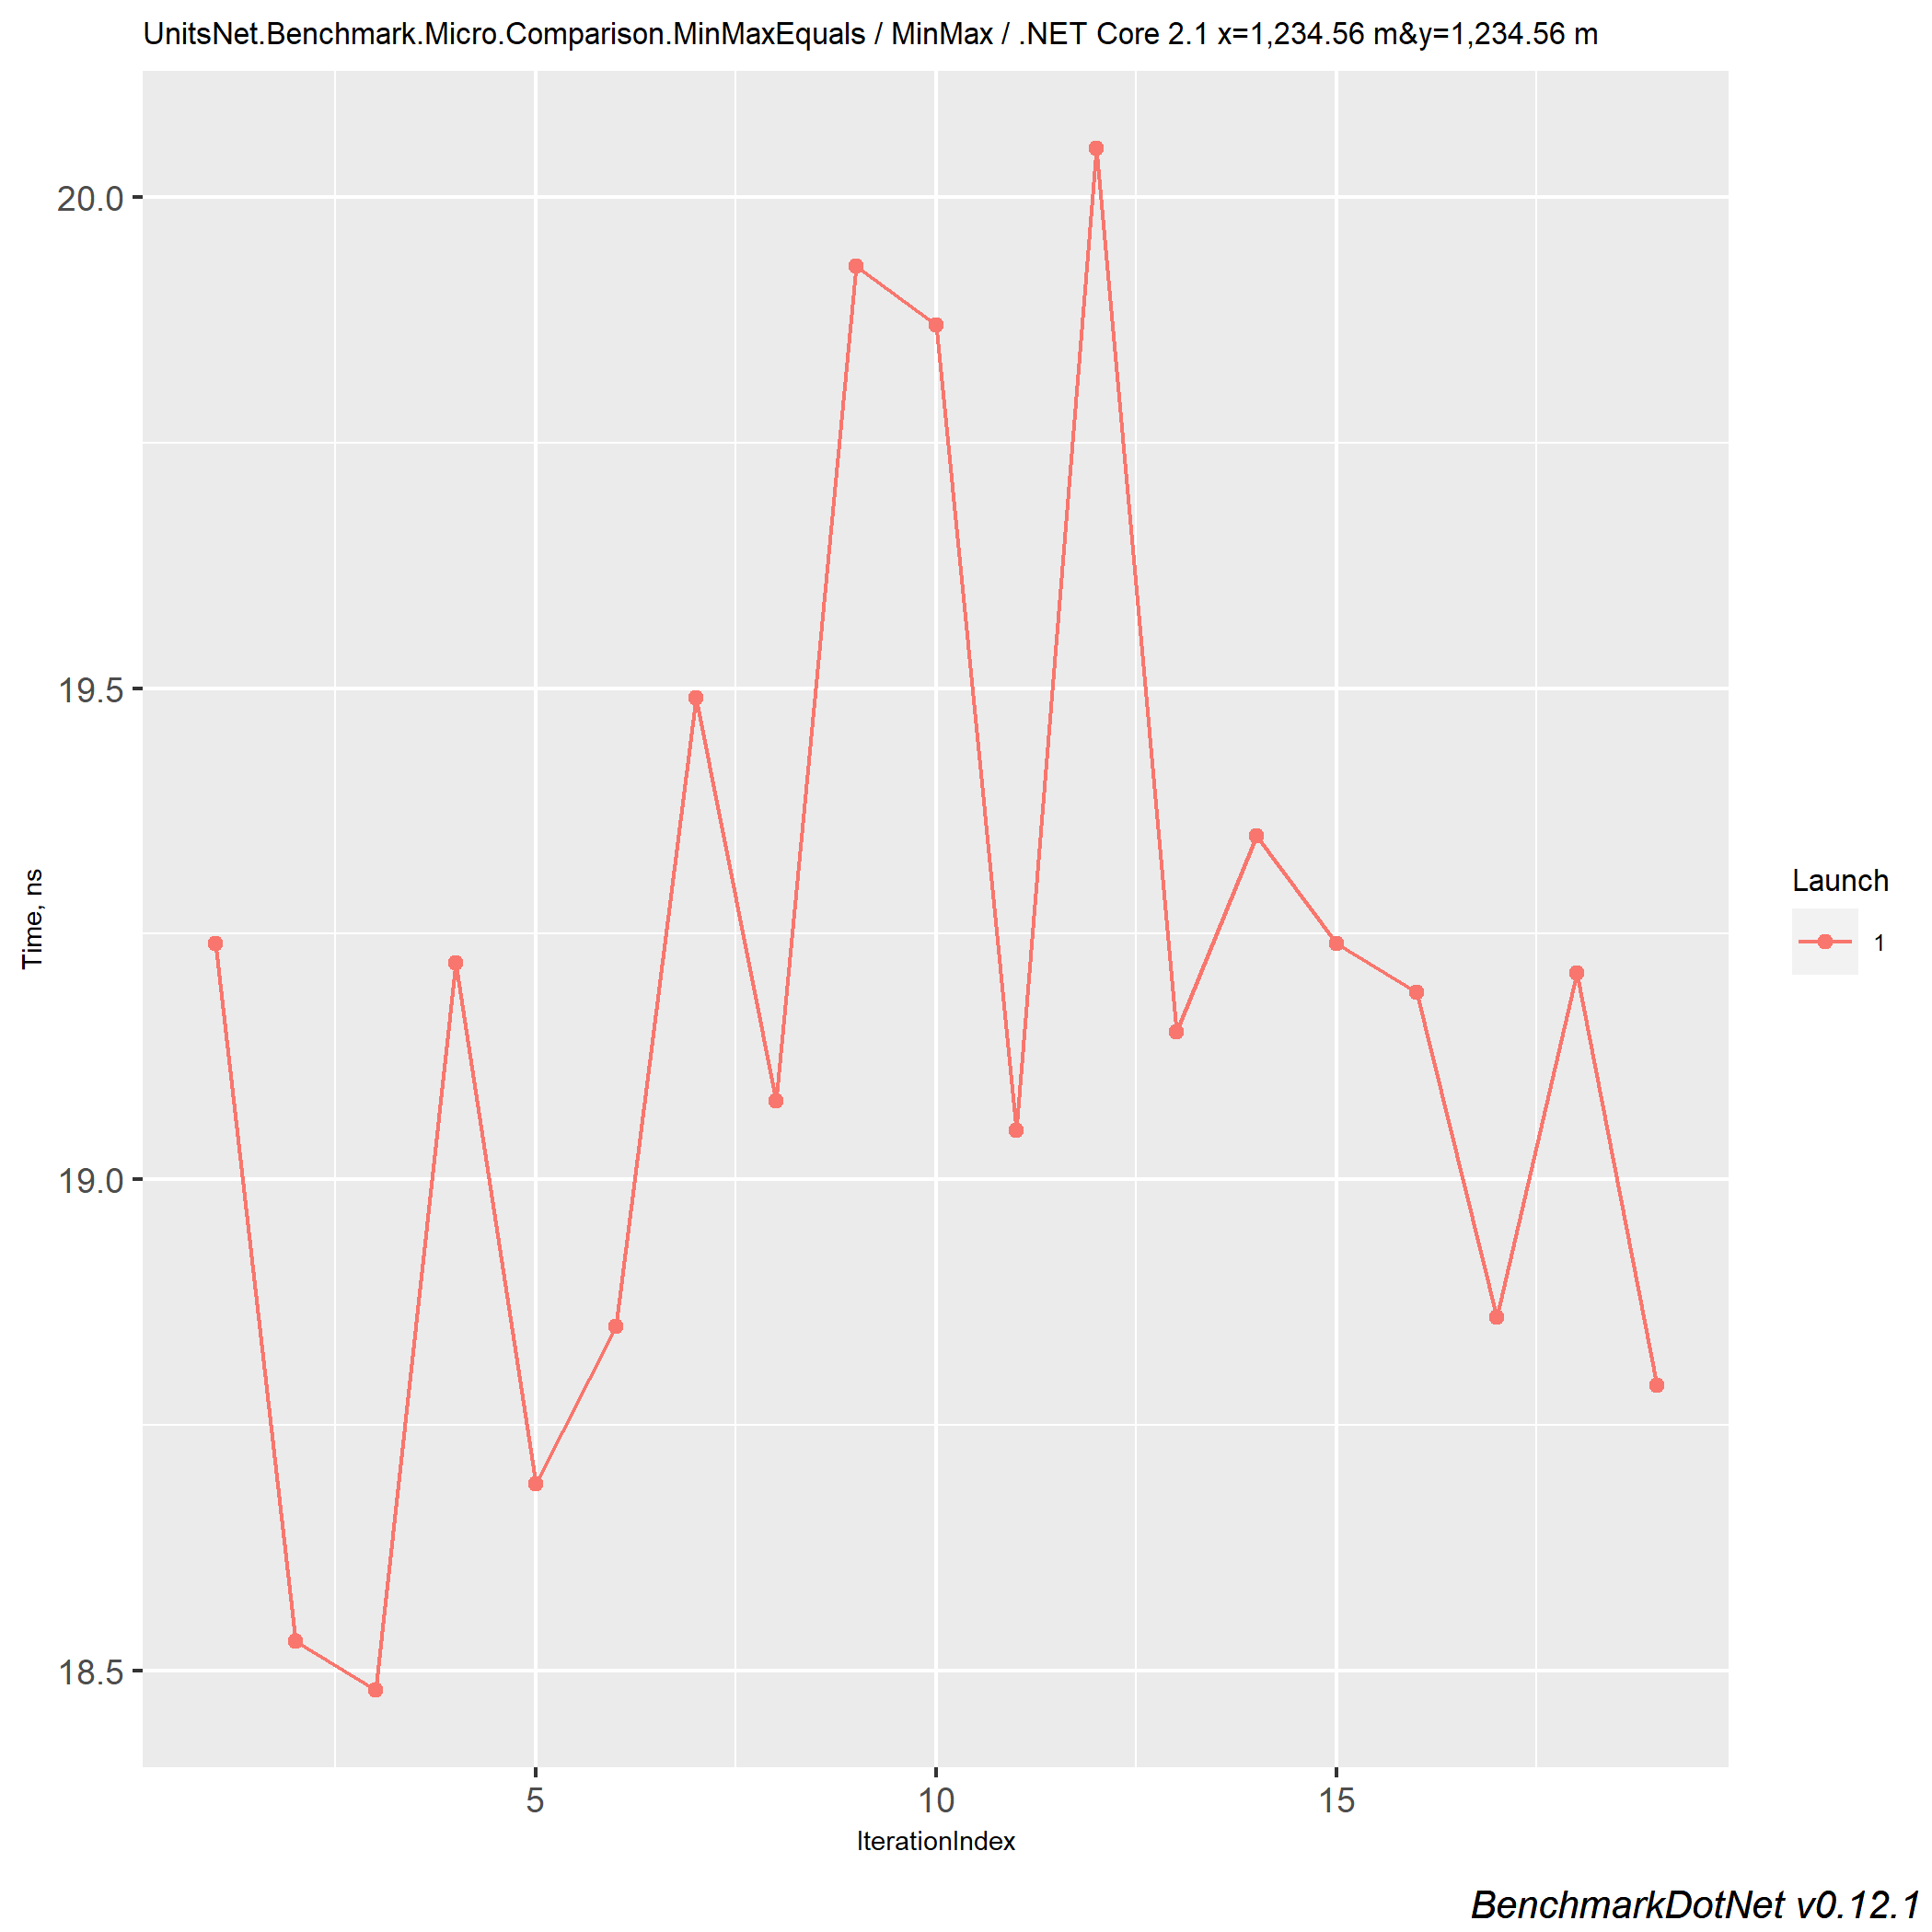 UnitsNet.Benchmark.Micro.Comparison.MinMaxEquals / MinMax / .NET Core 2.1 x=1,234.56 m&y=1,234.56 m
20.0
19.5
19.0
18.5
Time, ns
5 10 15
IterationIndex
Launch
1
BenchmarkDotNet v0.12.1